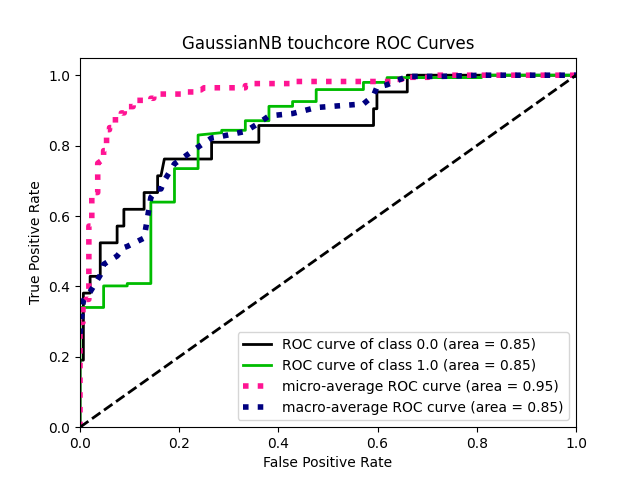 GaussianNB touchcore ROC Curves
True Positive Rate
1.0
0.8
0.6
0.4
0.2
0.0
ROC curve of class 0.0 (area = 0.85)
ROC curve of class 1.0 (area = 0.85)
micro-average ROC curve (area = 0.95)
macro-average ROC curve (area = 0.85)
0.0 0.2 0.4 0.6 0.8 1.0
False Positive Rate